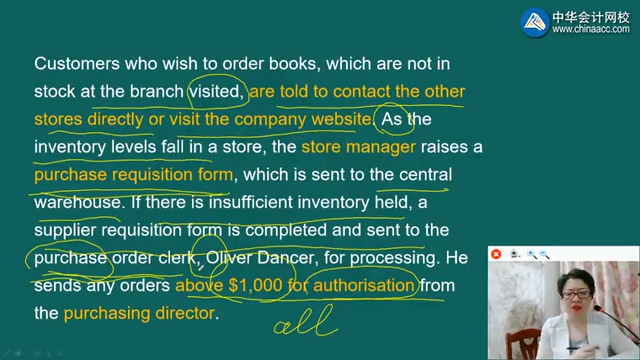 中华会计网校
www.chinaacc.com
Customers who wish to order books, which are not in
stock at the branch visited, are told to contact the other
stores directly or visit the company website. As the
inventory levels fall in a store, the store manager raises a
purchase requisition form, which is sent to the central
warehouse. If there is insufficient inventory held, a
supplier requisition form is completed and sent to the
purchase order clerk, Oliver Dancer, for processing. He
sends any orders above $1,000 for authorisation from
the purchasing director.
all